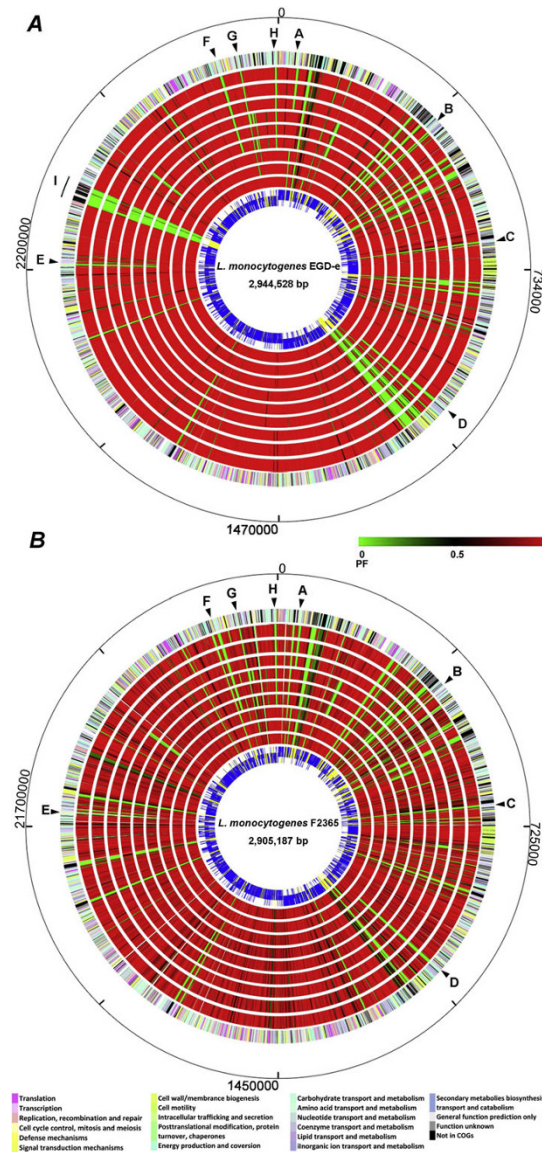 A
0
F
G
H
A
B
I
C
2200000
E
L. monocytogenes EGD-e
2,944,528 bp
734000
D
1470000
B
0
0.5
PF
0
F
G
H
A
B
C
21700000
E
L. monocytogenes F2365
2,905,187 bp
725000
D
1450000
Translation
Transcription
Replication, recombination and repair
Cell cycle control, mitosis and meiosis
Defense mechanisms
Signal transduction mechanisms
Cell wall/membrane biogenesis
Cell motility
Intracellular trafficking and secretion
Posttranslational modification, protein
turnover, chaperones
Energy production and coversion
Carbohydrate transport and metabolism
Amino acid transport and metabolism
Nucleotide transport and metabolism
Coenzyme transport and metabolism
Lipid transport and metabolism
iInorganic ion transport and metabolism
Secondary metabolies biosynthesis
transport and catabolism
General function prediction only
Function unknown
Not in COGs